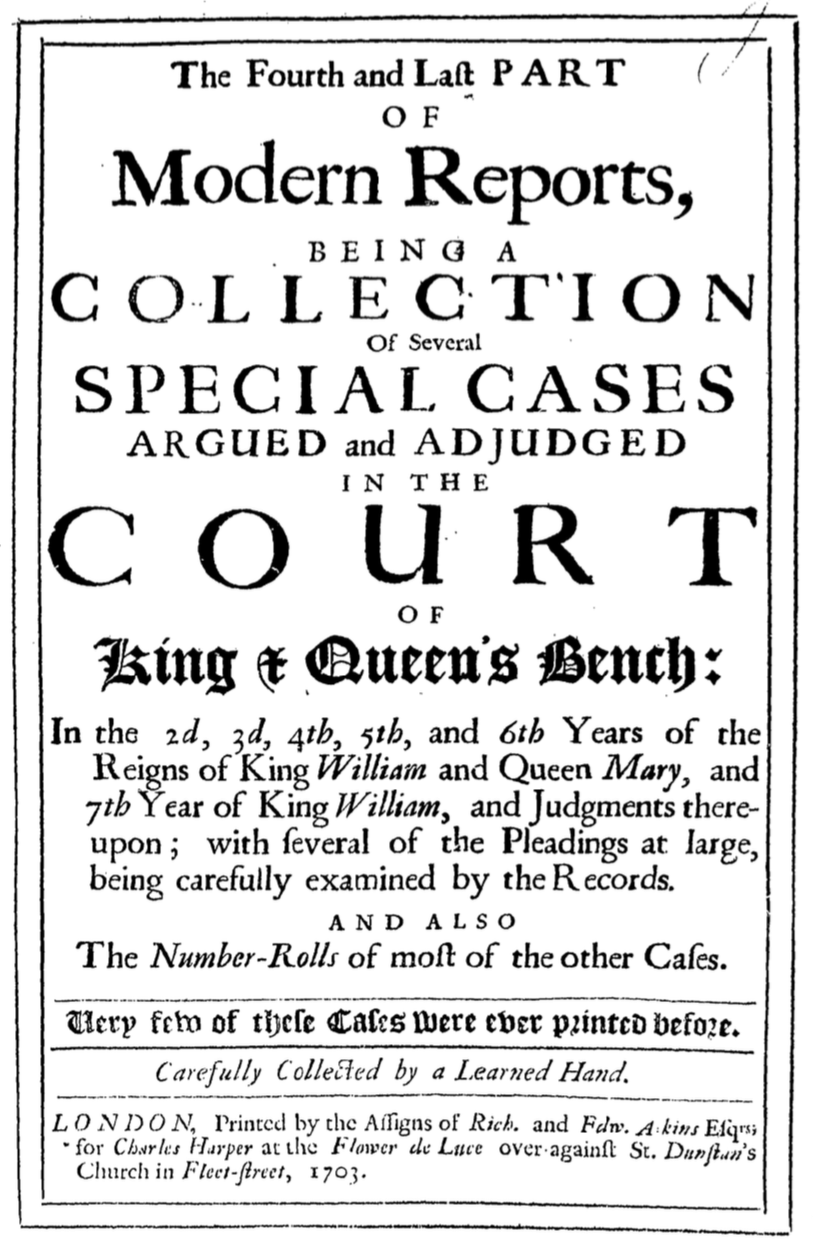 The Fourth and Laſt PART
OF
Modern Reports,
BEING A
COLLECTION
Of Several
SPECIAL CASES
ARGUED and ADJUDGED
IN THE
COURT
OF
King & Queen's Bench:
In the 2d, 3d, 4th, 5th, and 6th Years of the
Reigns of King William and Queen Mary, and
7th Year of King William, and Judgments there-
upon; with ſeveral of the Pleadings at large,
being carefully examined by the Records.
AND ALSO
The Number-Rolls of moſt of the other Caſes.
Very few of theſe Caſes were ever printed before.
Carefully Collected by a Learned Hand.
LONDON, Printed by the Aſſigns of Rich. and Edw. Atkins Eſqrs;
for Charles Harper at the Flower de Luce over-againſt St. Dunſtan's
Church in Fleet-ſtreet, 1703.